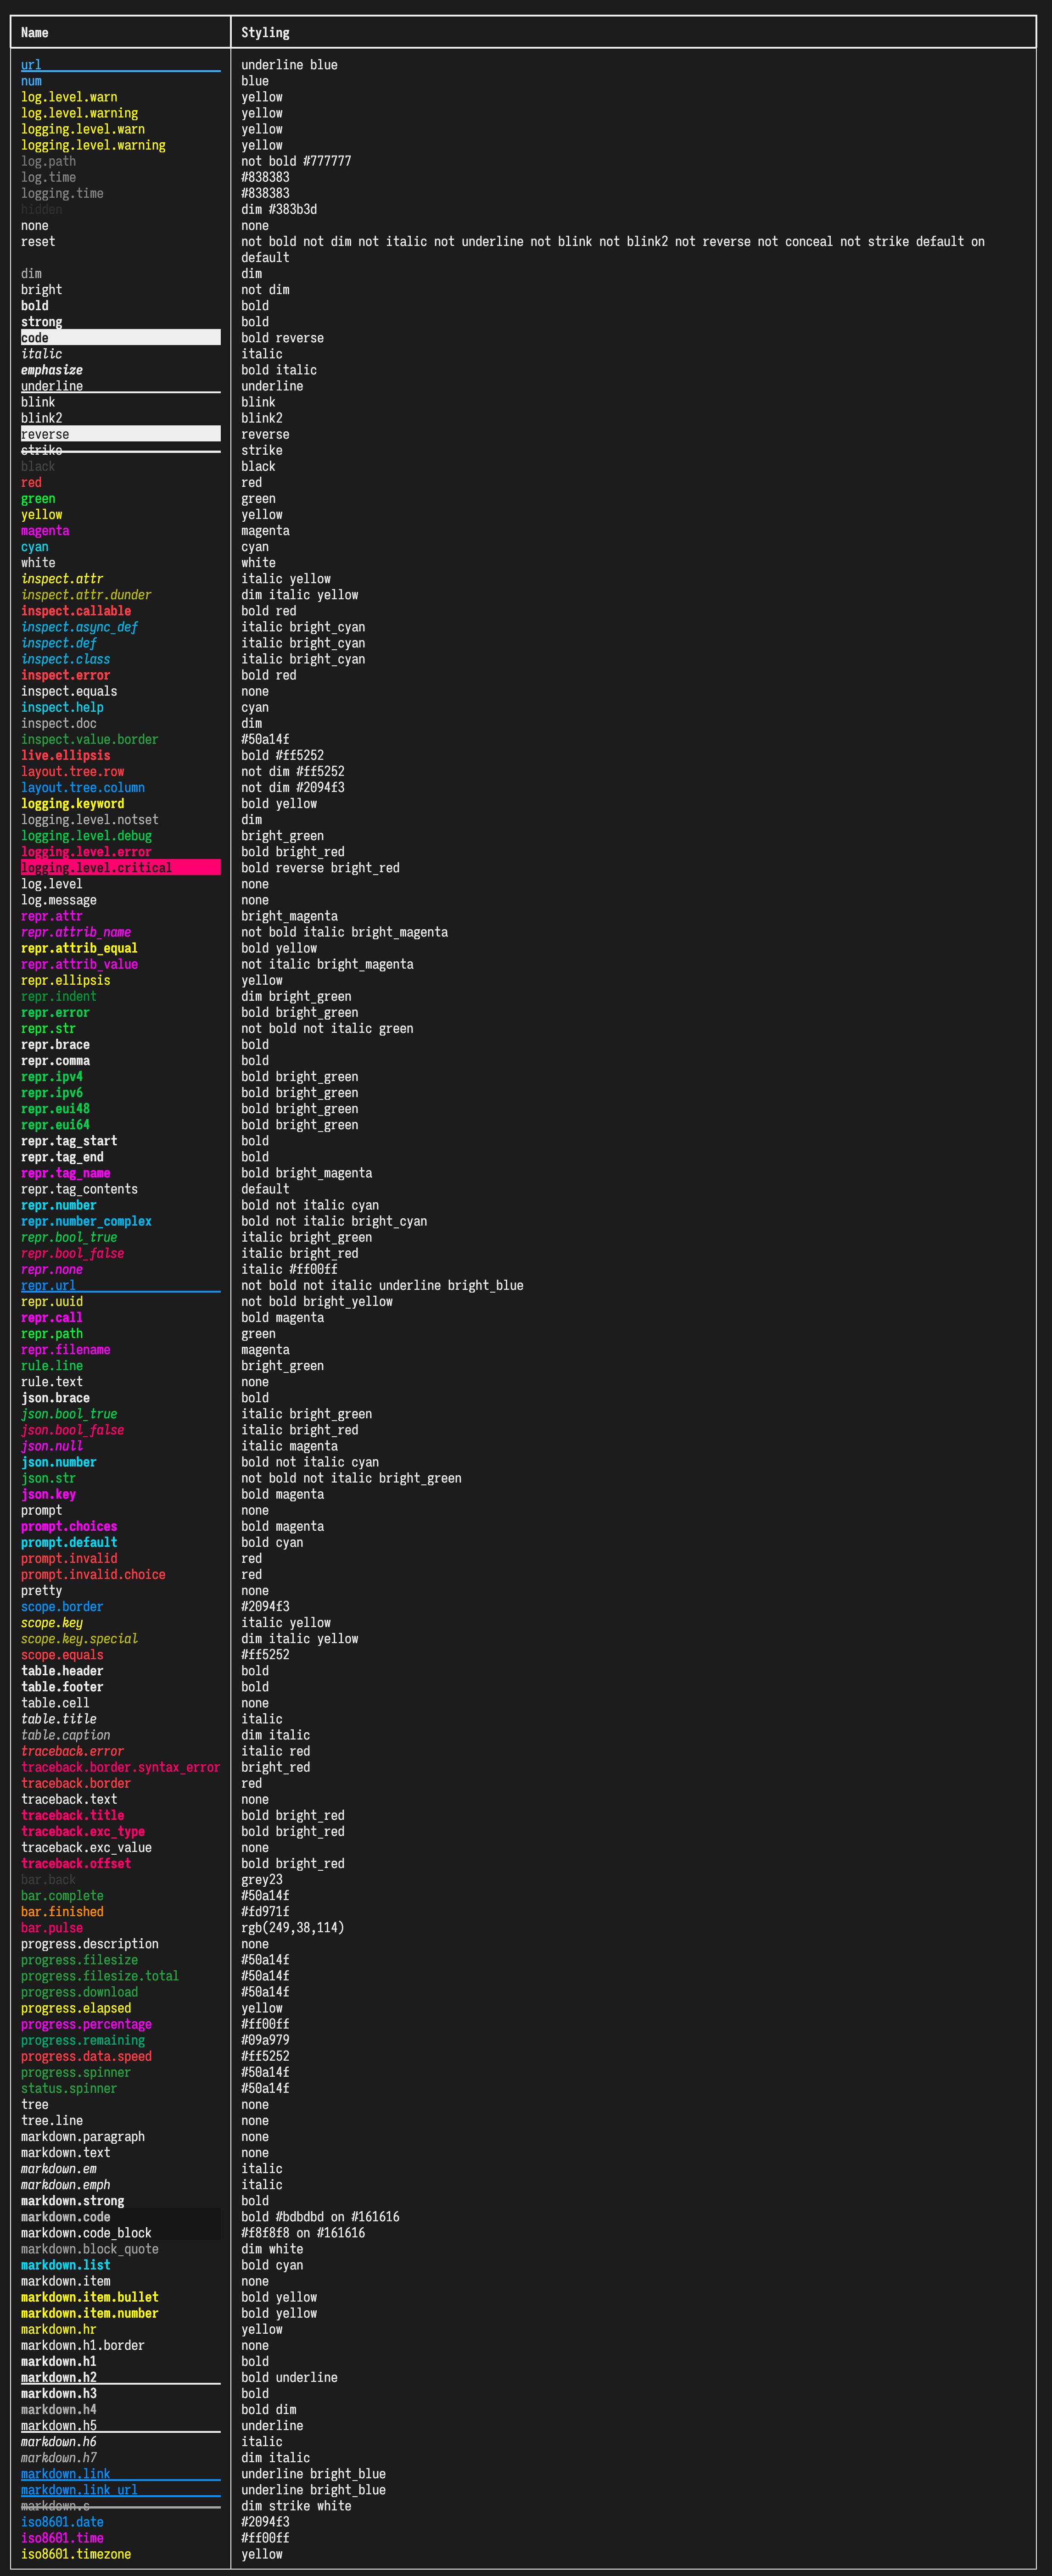 Name Styling
url underline blue
num blue
log.level.warn yellow
log.level.warning yellow
logging.level.warn yellow
logging.level.warning yellow
log.path not bold #777777
log.time #838383
logging.time #838383
hidden dim #383b3d
none none
reset not bold not dim not italic not underline not blink not blink2 not reverse not conceal not strike default on
default
dim dim
bright not dim
bold bold
strong bold
code bold reverse
italic italic
emphasize bold italic
underline underline
blink blink
blink2 blink2
reverse reverse
strike strike
black black
red red
green green
yellow yellow
magenta magenta
cyan cyan
white white
inspect.attr italic yellow
inspect.attr.dunder dim italic yellow
inspect.callable bold red
inspect.async_def italic bright_cyan
inspect.def italic bright_cyan
inspect.class italic bright_cyan
inspect.error bold red
inspect.equals none
inspect.help cyan
inspect.doc dim
inspect.value.border #50a14f
live.ellipsis bold #ff5252
layout.tree.row not dim #ff5252
layout.tree.column not dim #2094f3
logging.keyword bold yellow
logging.level.notset dim
logging.level.debug bright_green
logging.level.error bold bright_red
logging.level.critical bold reverse bright_red
log.level none
log.message none
repr.attr bright_magenta
repr.attrib_name not bold italic bright_magenta
repr.attrib_equal bold yellow
repr.attrib_value not italic bright_magenta
repr.ellipsis yellow
repr.indent dim bright_green
repr.error bold bright_green
repr.str not bold not italic green
repr.brace bold
repr.comma bold
repr.ipv4 bold bright_green
repr.ipv6 bold bright_green
repr.eui48 bold bright_green
repr.eui64 bold bright_green
repr.tag_start bold
repr.tag_end bold
repr.tag_name bold bright_magenta
repr.tag_contents default
repr.number bold not italic cyan
repr.number_complex bold not italic bright_cyan
repr.bool_true italic bright_green
repr.bool_false italic bright_red
repr.none italic #ff00ff
repr.url not bold not italic underline bright_blue
repr.uuid not bold bright_yellow
repr.call bold magenta
repr.path green
repr.filename magenta
rule.line bright_green
rule.text none
json.brace bold
json.bool_true italic bright_green
json.bool_false italic bright_red
json.null italic magenta
json.number bold not italic cyan
json.str not bold not italic bright_green
json.key bold magenta
prompt none
prompt.choices bold magenta
prompt.default bold cyan
prompt.invalid red
prompt.invalid.choice red
pretty none
scope.border #2094f3
scope.key italic yellow
scope.key.special dim italic yellow
scope.equals #ff5252
table.header bold
table.footer bold
table.cell none
table.title italic
table.caption dim italic
traceback.error italic red
traceback.border.syntax_error bright_red
traceback.border red
traceback.text none
traceback.title bold bright_red
traceback.exc_type bold bright_red
traceback.exc_value none
traceback.offset bold bright_red
bar.back grey23
bar.complete #50a14f
bar.finished #fd971f
bar.pulse rgb(249,38,114)
progress.description none
progress.filesize #50a14f
progress.filesize.total #50a14f
progress.download #50a14f
progress.elapsed yellow
progress.percentage #ff00ff
progress.remaining #09a979
progress.data.speed #ff5252
progress.spinner #50a14f
status.spinner #50a14f
tree none
tree.line none
markdown.paragraph none
markdown.text none
markdown.em italic
markdown.emph italic
markdown.strong bold
markdown.code bold #bdbdbd on #161616
markdown.code_block #f8f8f8 on #161616
markdown.block_quote dim white
markdown.list bold cyan
markdown.item none
markdown.item.bullet bold yellow
markdown.item.number bold yellow
markdown.hr yellow
markdown.h1.border none
markdown.h1 bold
markdown.h2 bold underline
markdown.h3 bold
markdown.h4 bold dim
markdown.h5 underline
markdown.h6 italic
markdown.h7 dim italic
markdown.link underline bright_blue
markdown.link_url underline bright_blue
markdown.s dim strike white
iso8601.date #2094f3
iso8601.time #ff00ff
iso8601.timezone yellow